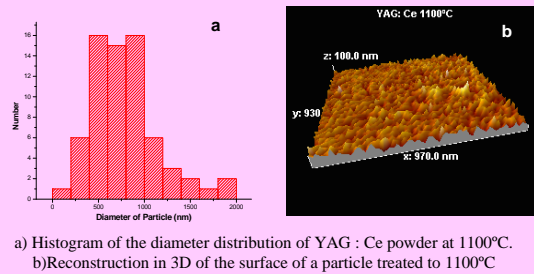 a
16
14
12
10
8
6
4
2
0
Number
0 500 1000 1500 2000
Diameter of Particle (nm)
YAG: Ce 1100ºC
b
z: 100.0 nm
y: 930
x: 970.0 nm
a) Histogram of the diameter distribution of YAG : Ce powder at 1100ºC.
b)Reconstruction in 3D of the surface of a particle treated to 1100ºC